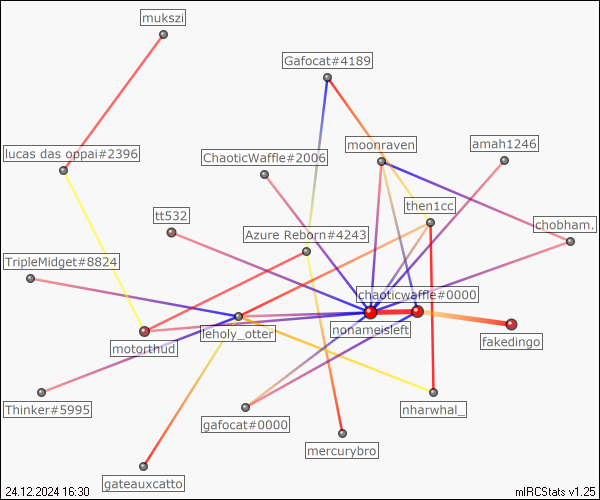 mukszi
Gafocat#4189
lucas das oppai#2396
ChaoticWaffle#2006
moonraven
amah1246
then1cc
tt532
Azure Reborn#4243
chobham.
TripleMidget#8824
chaoticwaffle#0000
leholy_otter
nonameisleft
motorthud
fakedingo
Thinker#5995
gafocat#0000
nharwhal_
mercurybro
gateauxcatto
24.12.2024 16:30
mIRCStats v1.25